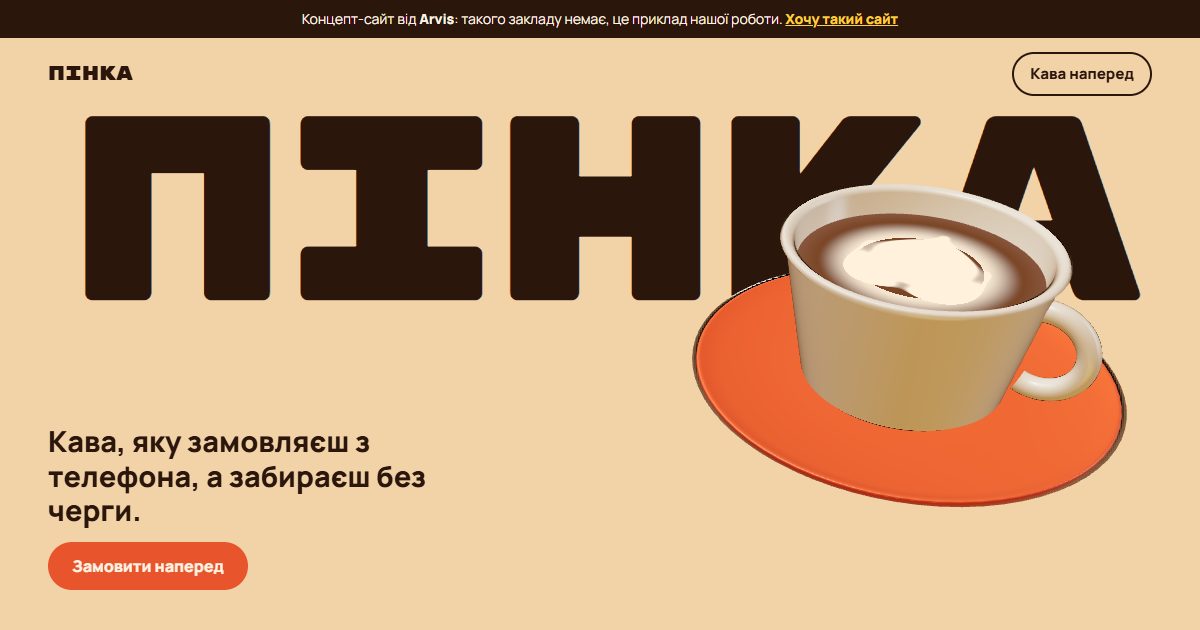 Концепт-сайт від Arvis: такого закладу немає, це приклад нашої роботи. Хочу такий сайт
ПІНКА
Кава наперед
ПІНКА
Кава, яку замовляєш з
телефона, а забираєш без
черги.
Замовити наперед